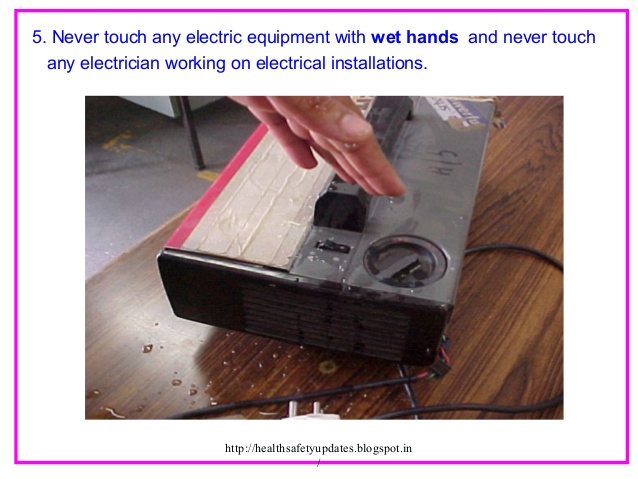 5. Never touch any electric equipment with wet hands and never touch
any electrician working on electrical installations.
http://healthsafetyupdates.blogspot.in
/